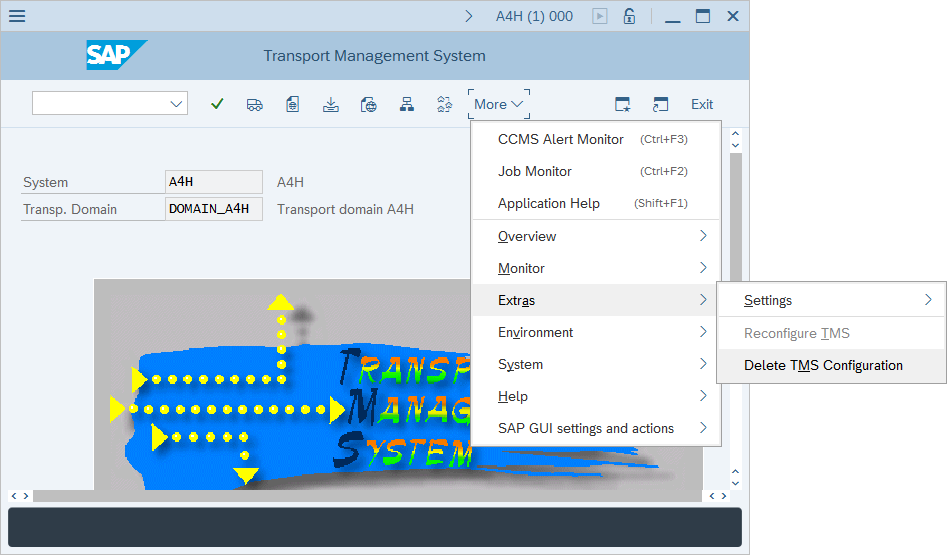 A4H (1) 000
SAP
Transport Management System
More
Exit
CCMS Alert Monitor (Ctrl+F3)
Job Monitor (Ctrl+F2)
Application Help (Shift+F1)
System A4H A4H
Transp. Domain DOMAIN_A4H Transport domain A4H
Overview
Monitor
Extras
Environment
System
Help
SAP GUI settings and actions
Settings
Reconfigure TMS
Delete TMS Configuration
TRANSP
MANAG
SYSTEM